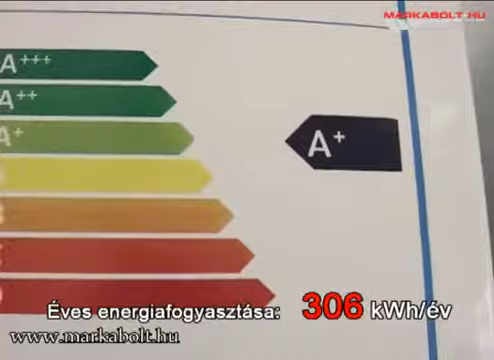 MARKABOLT.HU
A+++
A++
A+
A+
Éves energiafogyasztása: 306 kWh/év
www.markabolt.hu